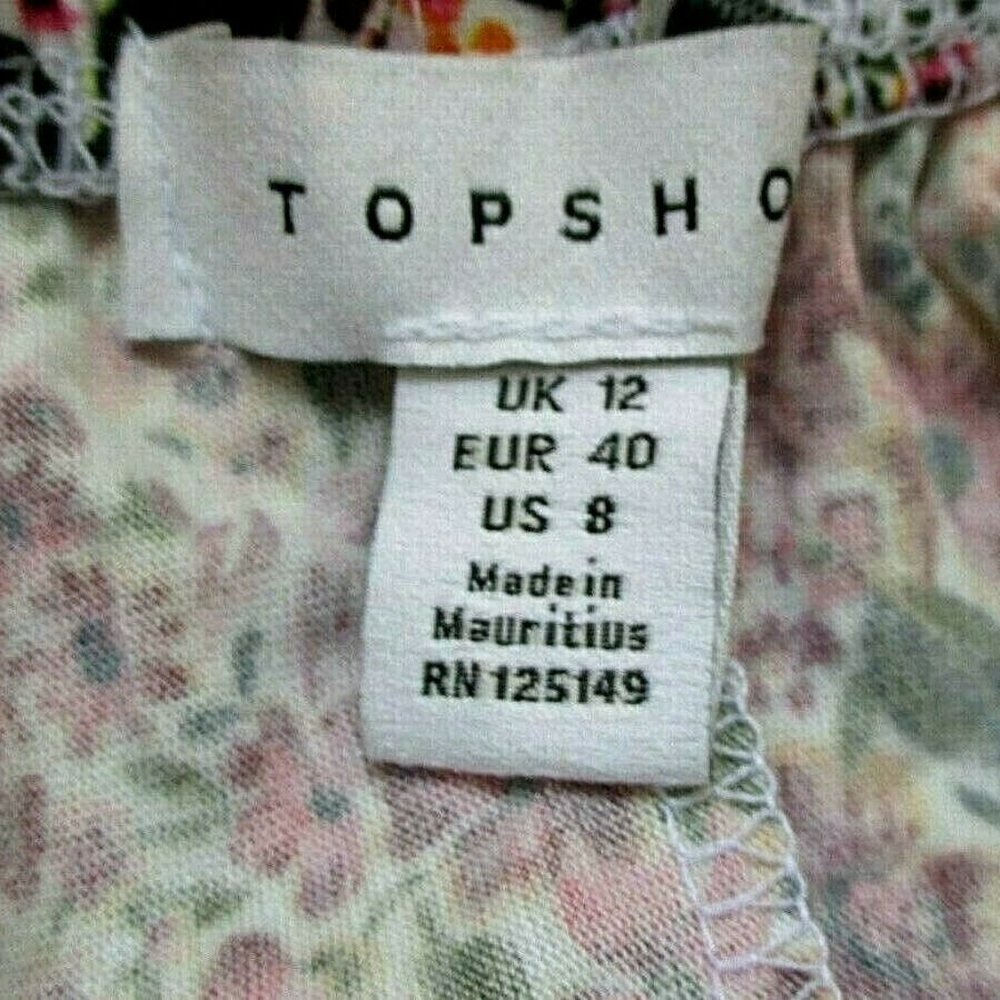 TOPSHO
UK 12
EUR 40
US 8
Made in
Mauritius
RN 125149